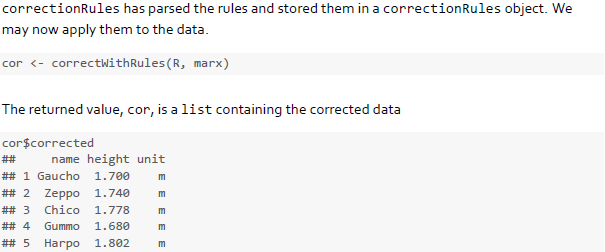 correctionRules has parsed the rules and stored them in a correctionRules object. We
may now apply them to the data.
cor <- correctWithRules(R, marx)
The returned value, cor, is a list containing the corrected data
cor$corrected
##      name height unit
## 1 Gaucho  1.700    m
## 2  Zeppo  1.740    m
## 3  Chico  1.778    m
## 4  Gummo  1.680    m
## 5  Harpo  1.802    m